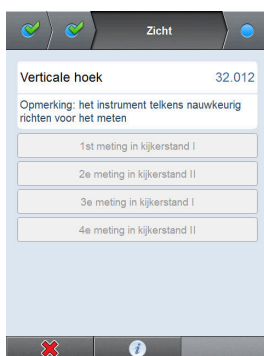 Zicht
Verticale hoek 32.012
Opmerking: het instrument telkens nauwkeurig
richten voor het meten
1st meting in kijkerstand I
2e meting in kijkerstand II
3e meting in kijkerstand I
4e meting in kijkerstand II
i